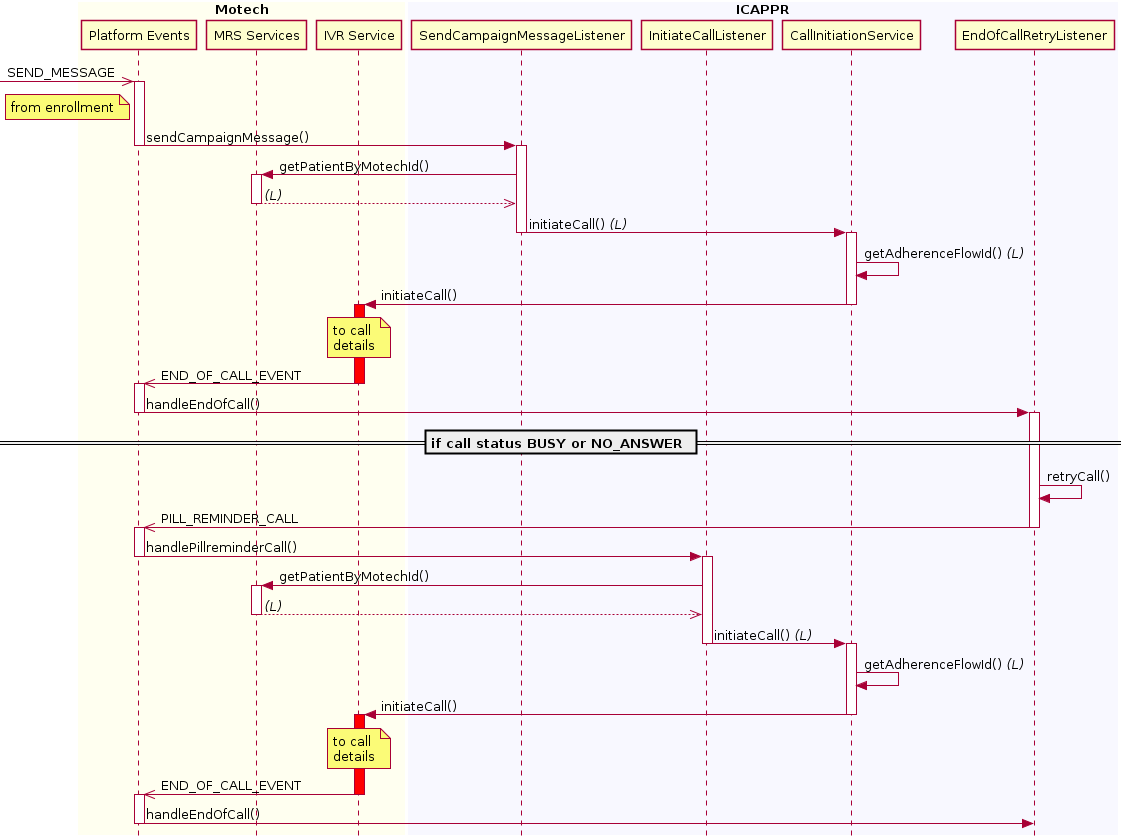 Motech
ICAPPR
Platform Events
MRS Services
IVR Service
SendCampaignMessageListener
InitiateCallListener
CallInitiationService
EndOfCallRetryListener
SEND_MESSAGE
from enrollment
sendCampaignMessage()
getPatientByMotechId()
(L)
initiateCall() (L)
getAdherenceFlowId() (L)
initiateCall()
to call
details
END_OF_CALL_EVENT
handleEndOfCall()
if call status BUSY or NO_ANSWER
retryCall()
PILL_REMINDER_CALL
handlePillreminderCall()
getPatientByMotechId()
(L)
initiateCall() (L)
getAdherenceFlowId() (L)
initiateCall()
to call
details
END_OF_CALL_EVENT
handleEndOfCall()